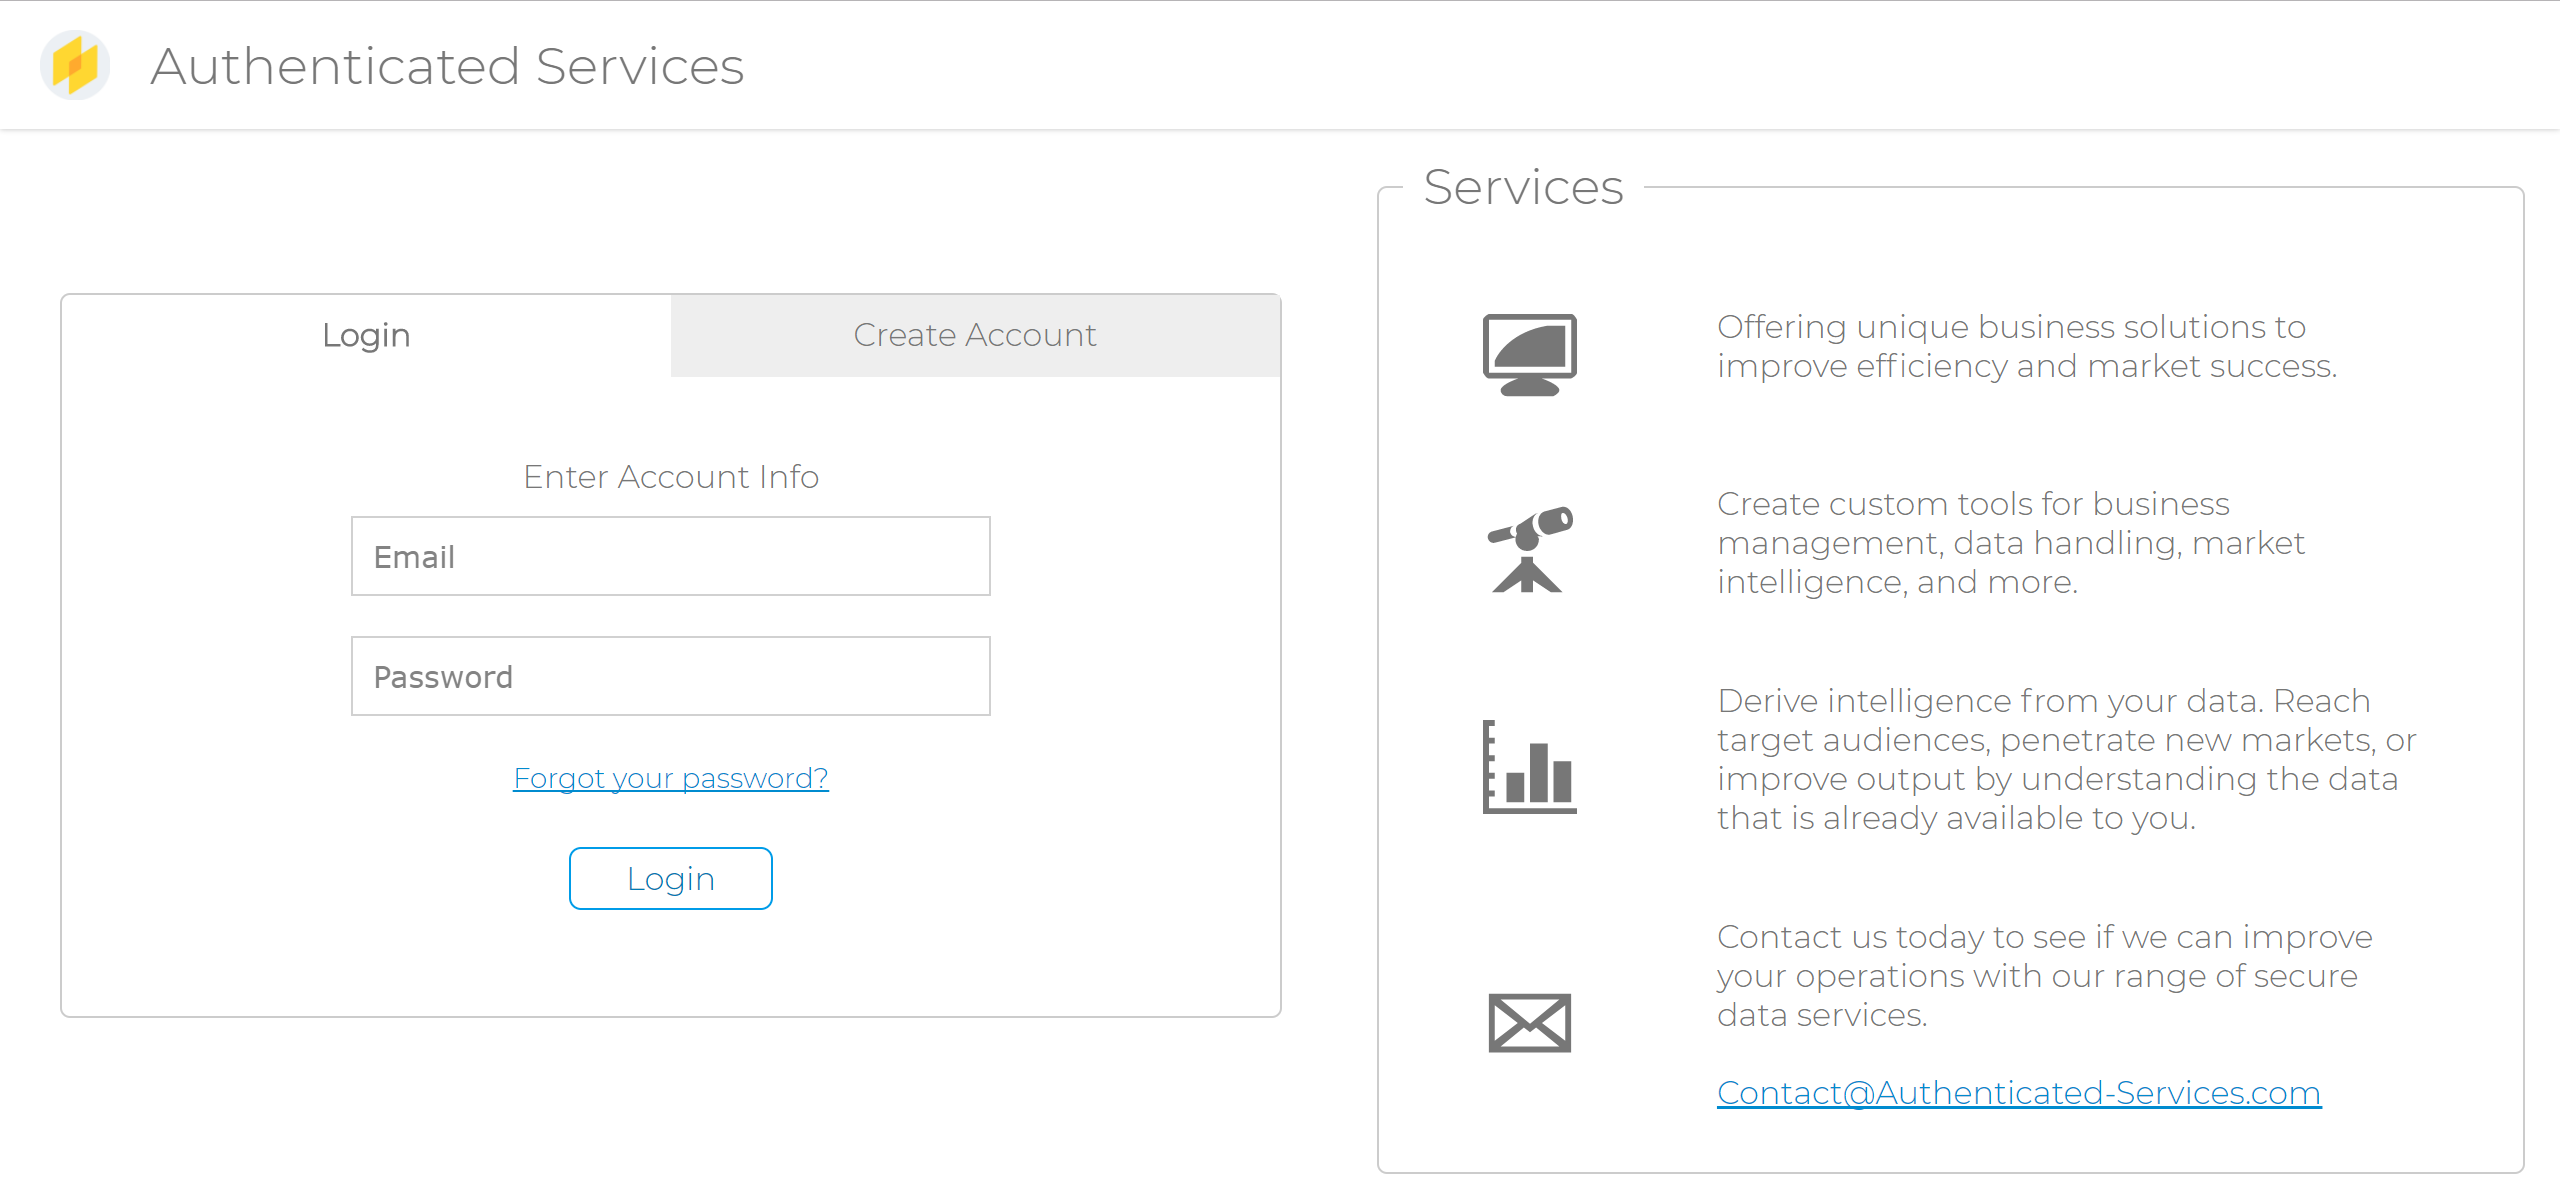 Authenticated Services
Login
Create Account
Enter Account Info
Email
Password
Forgot your password?
Login
Services
Offering unique business solutions to
improve efficiency and market success.
Create custom tools for business
management, data handling, market
intelligence, and more.
Derive intelligence from your data. Reach
target audiences, penetrate new markets, or
improve output by understanding the data
that is already available to you.
Contact us today to see if we can improve
your operations with our range of secure
data services.
Contact@Authenticated-Services.com